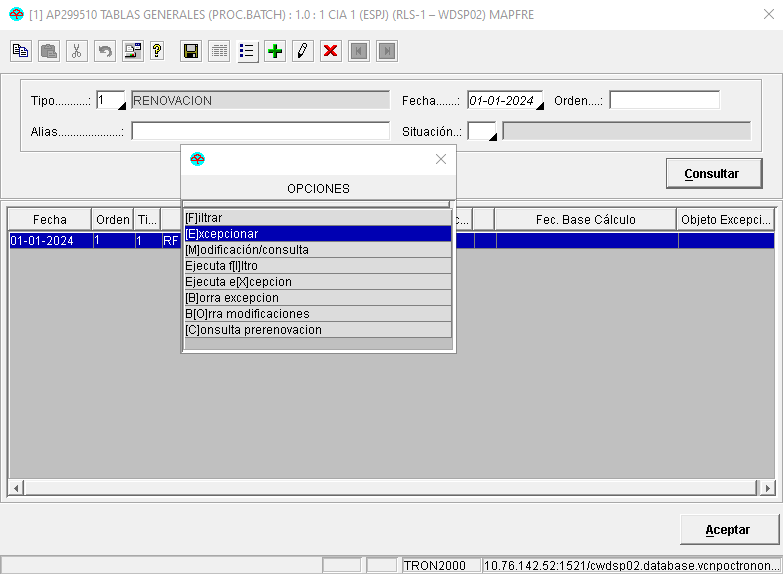 [1] AP299510 TABLAS GENERALES (PROC.BATCH) : 1.0 : 1 CIA 1 (ESPJ) (RLS-1 – WDSP02) MAPFRE
Tipo...........: 1 RENOVACION Fecha.......: 01-01-2024 Orden....:
Alias.....................: Situación..:
OPCIONES
Consultar
Fecha Orden Ti... c... Fec. Base Cálculo Objeto Excepci...
01-01-2024 1 1 RF
[F]iltrar
[E]xcepcionar
[M]odificación/consulta
Ejecuta f[I]ltro
Ejecuta e[X]cepcion
[B]orra excepcion
B[O]rra modificaciones
[C]onsulta prerenovacion
Aceptar
TRON2000 10.76.142.52:1521/cwdsp02.database.vcnpoctronon...